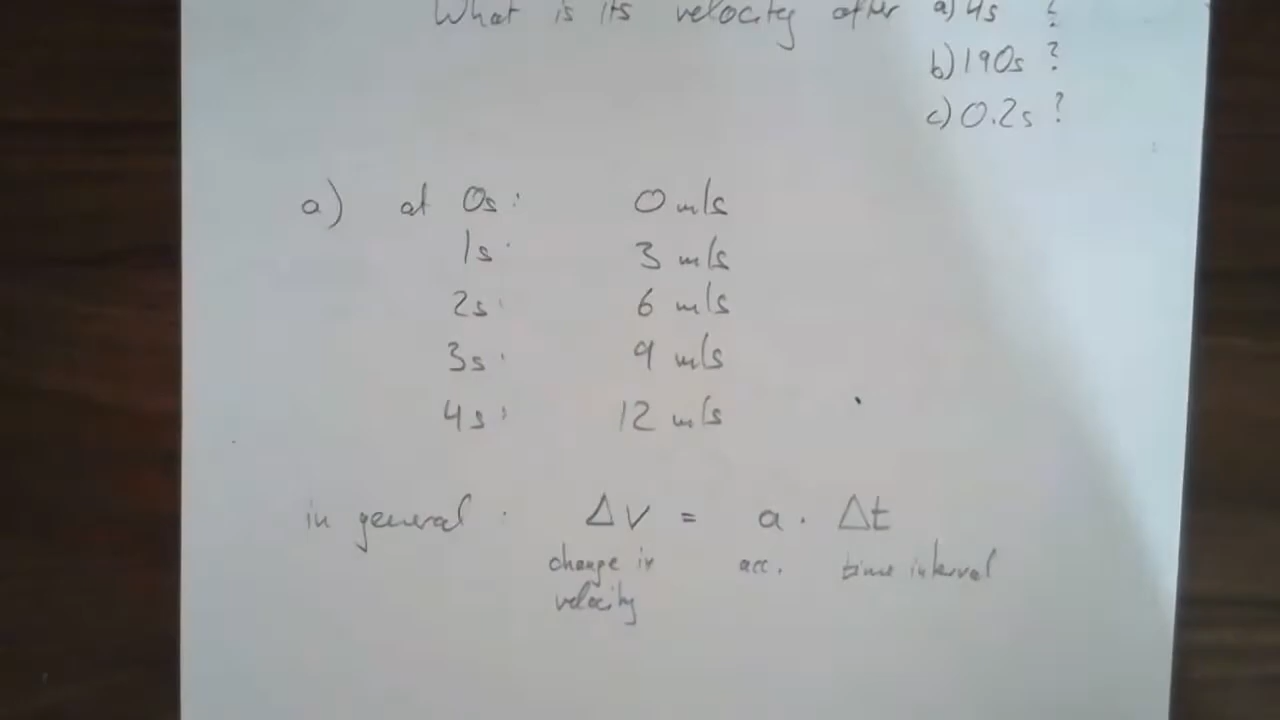 What is its velocity after a) 4s ?
b) 190s ?
c) 0.2s ?
a) at 0s: 0 m/s
1s: 3 m/s
2s: 6 m/s
3s: 9 m/s
4s: 12 m/s
in general: Δv = a · Δt
change in acc. time interval
velocity